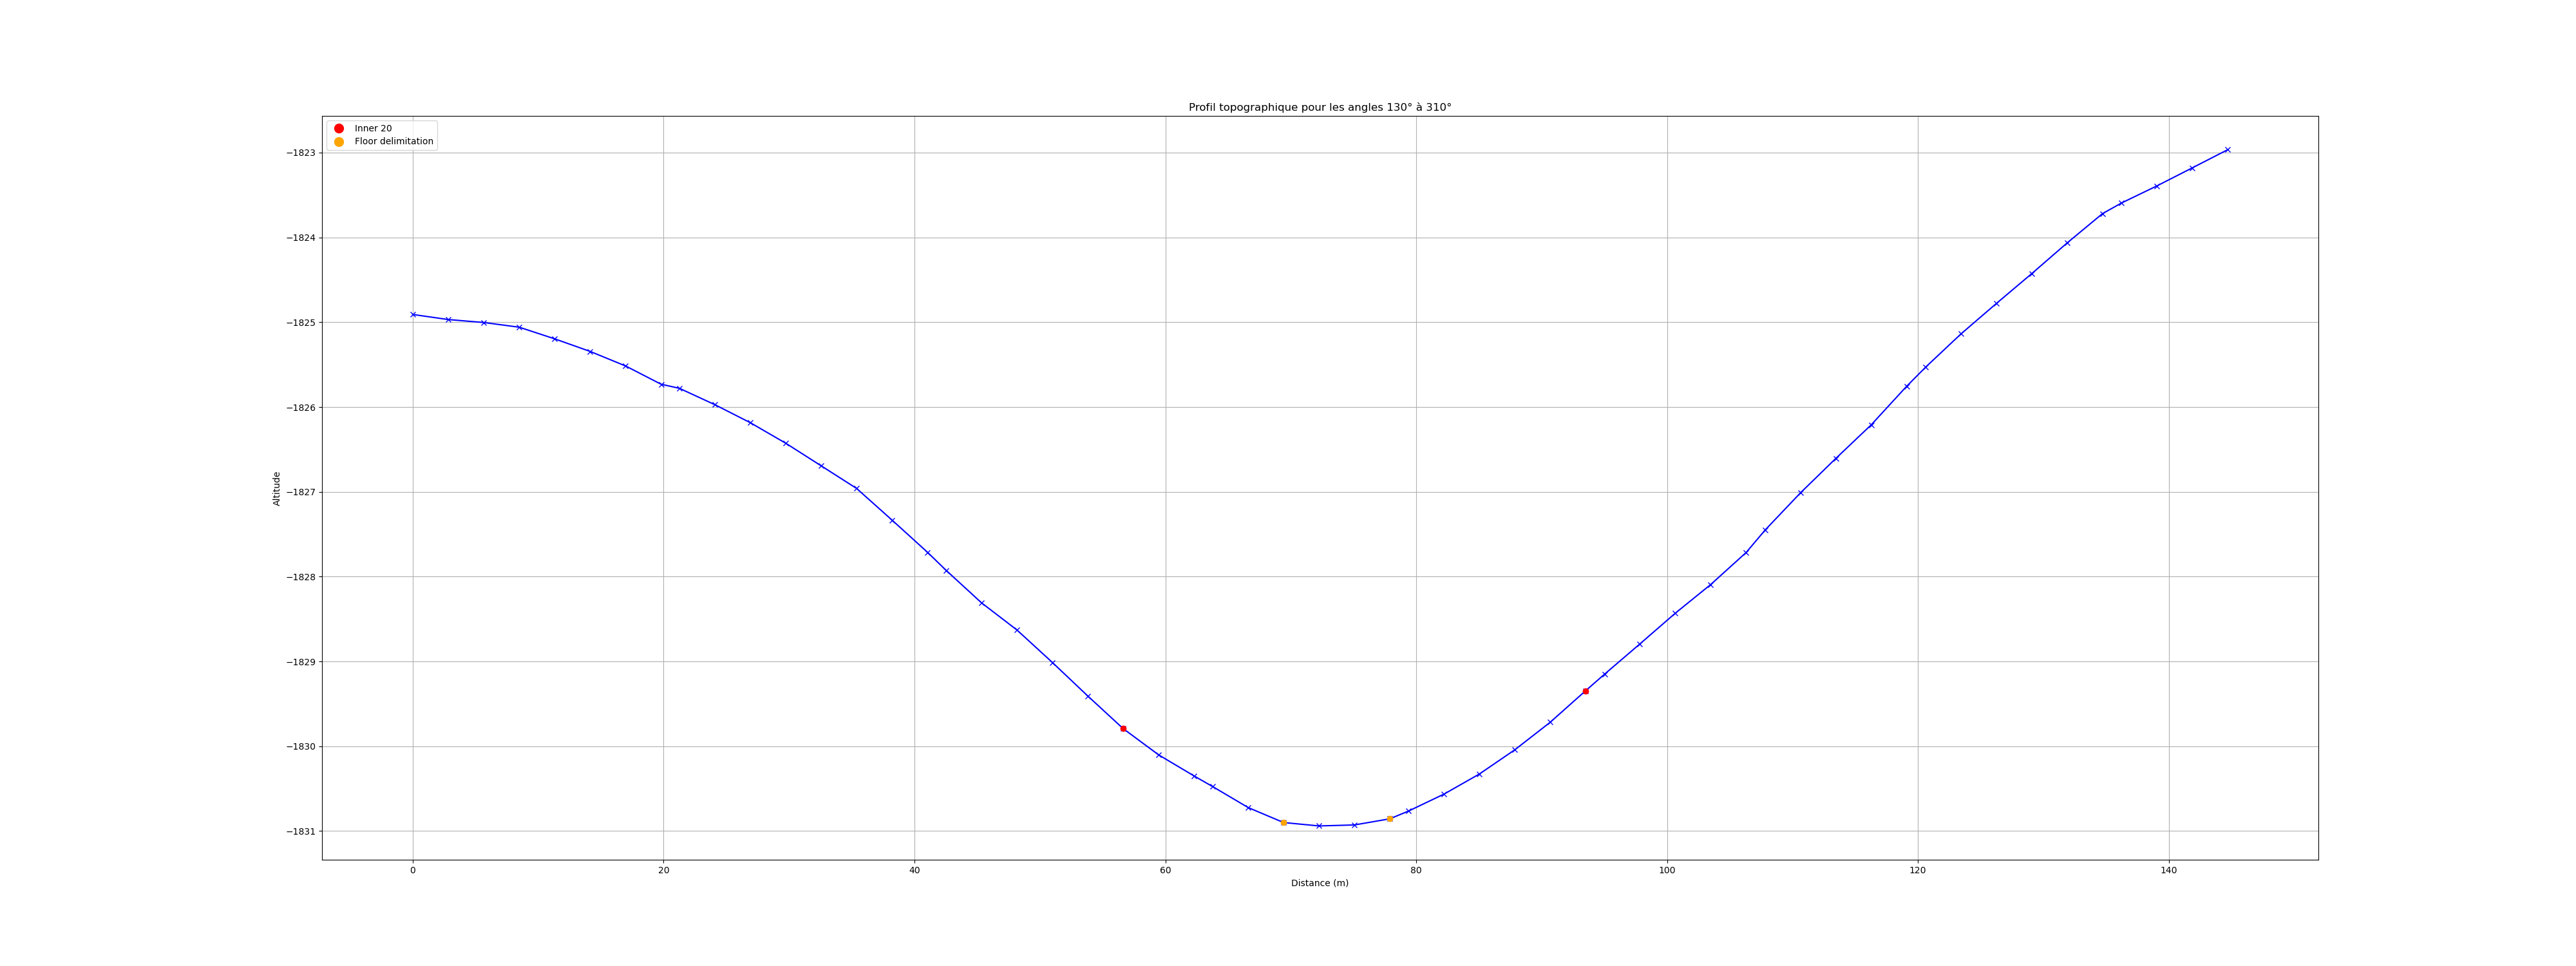 Profil topographique pour les angles 130° à 310°
Inner 20
Floor delimitation
−1823
−1824
−1825
−1826
−1827
−1828
−1829
−1830
−1831
Altitude
0 20 40 60 80 100 120 140
Distance (m)